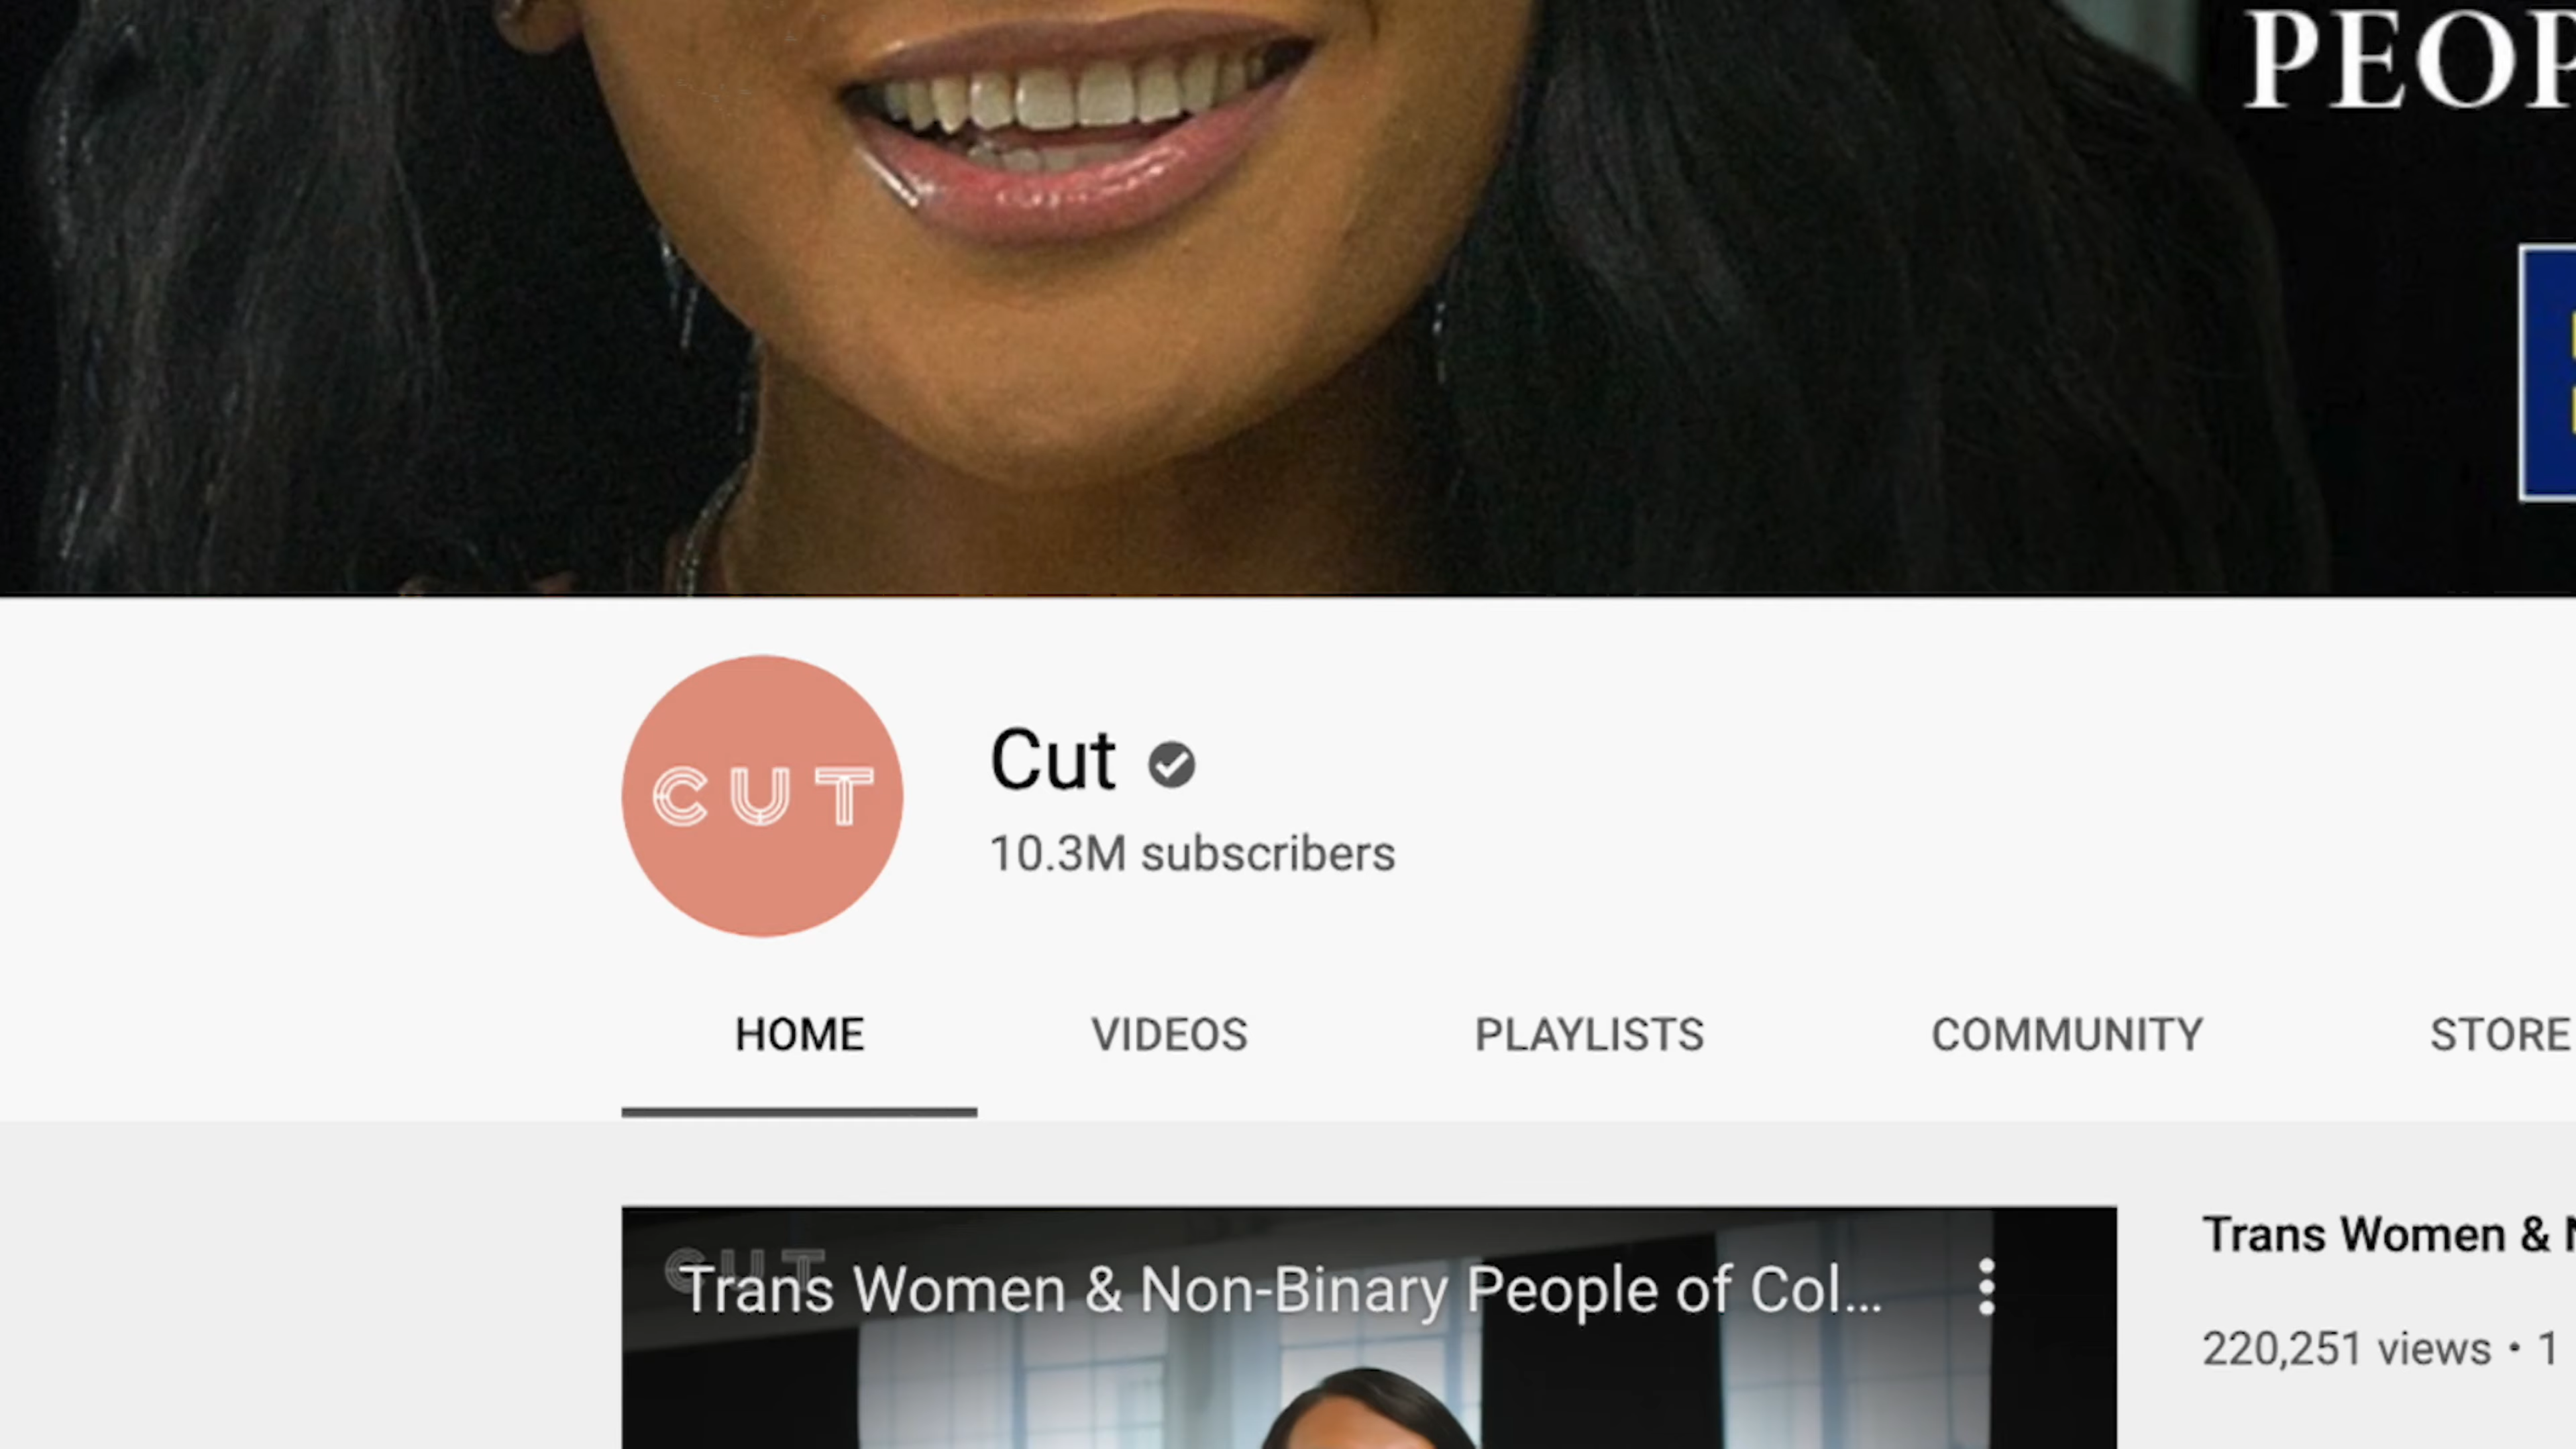 PEOP
CUT
Cut
10.3M subscribers
HOME
VIDEOS
PLAYLISTS
COMMUNITY
STORE
CUT
Trans Women & Non-Binary People of Col...
Trans Women & N
220,251 views • 1